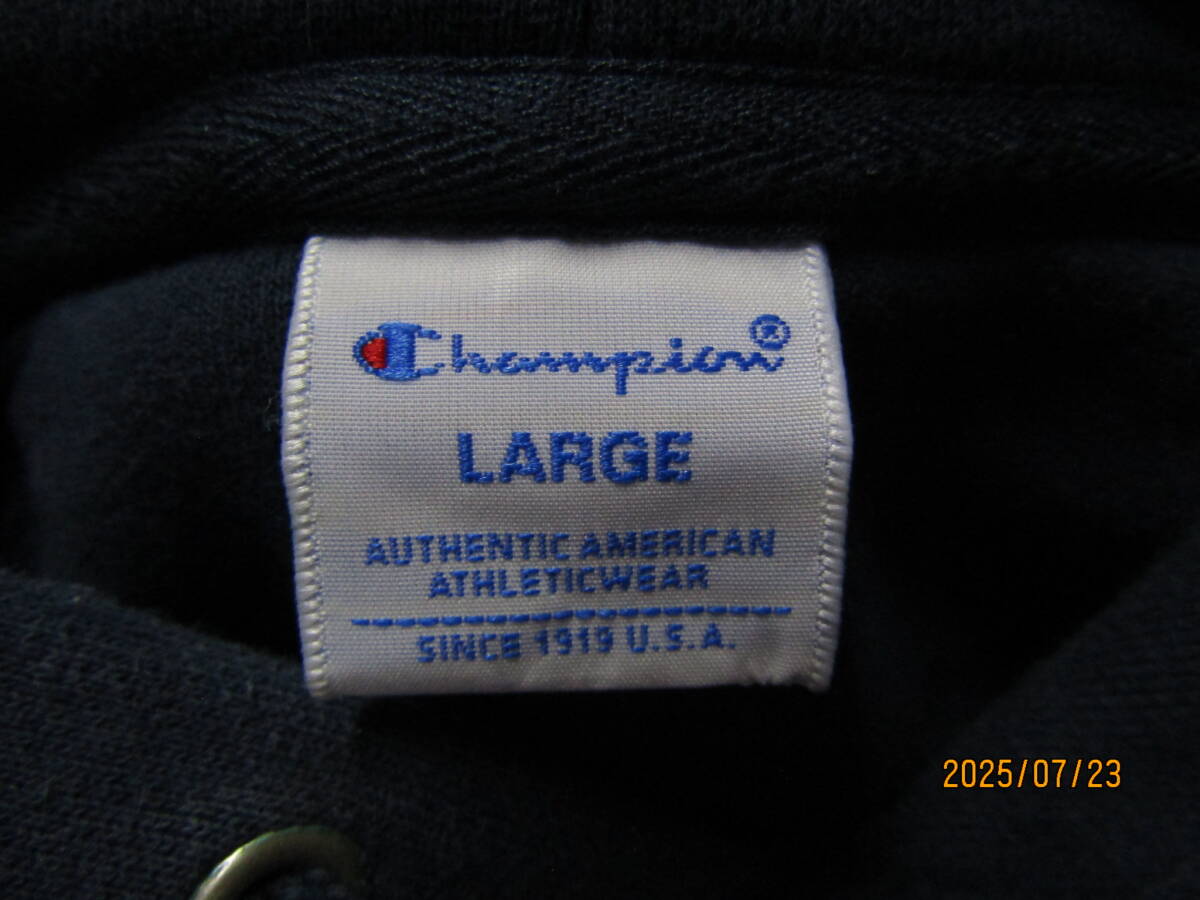 Champion®
LARGE
AUTHENTIC AMERICAN
ATHLETICWEAR
SINCE 1919 U.S.A.
2025/07/23